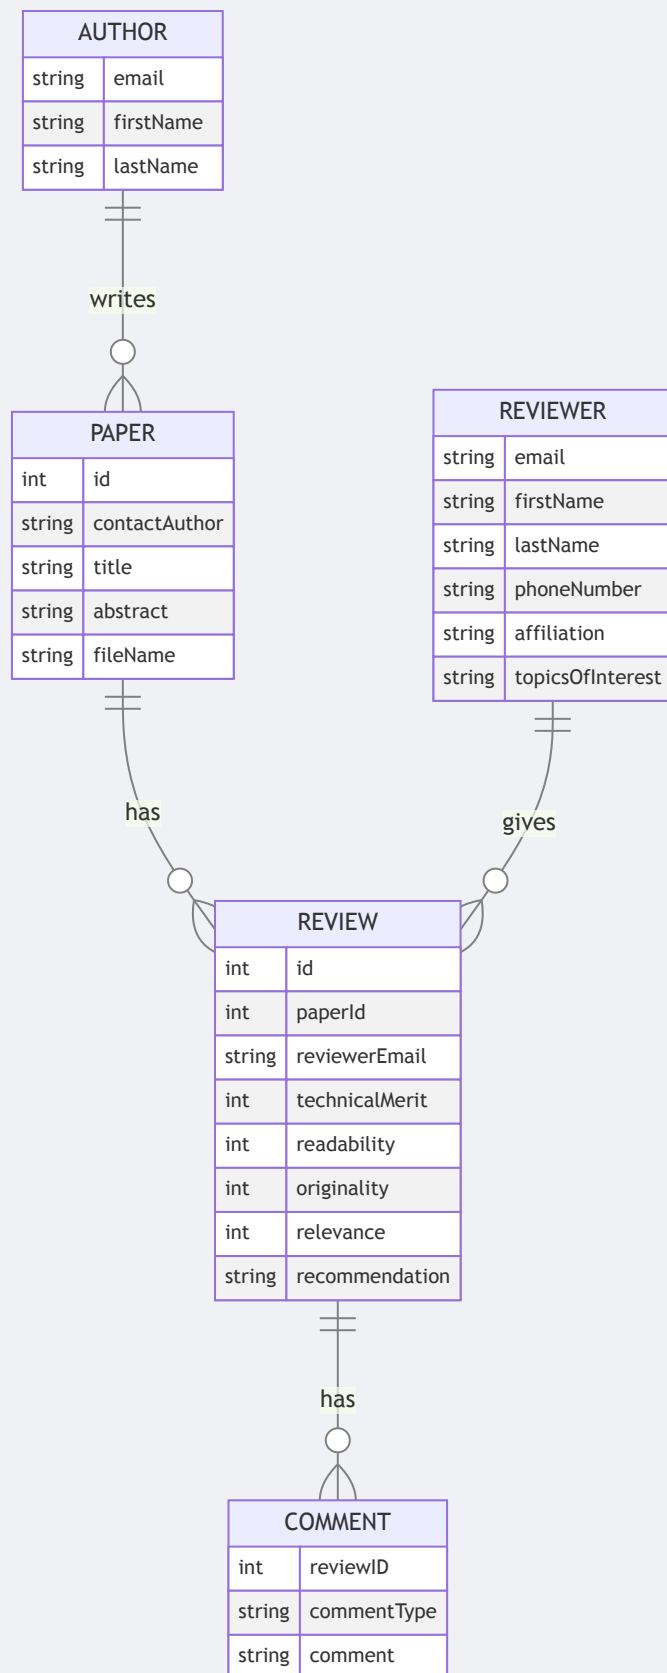 AUTHOR
string email
string firstName
string lastName
writes
PAPER
int id
string contactAuthor
string title
string abstract
string fileName
REVIEWER
string email
string firstName
string lastName
string phoneNumber
string affiliation
string topicsOfInterest
has
gives
REVIEW
int id
int paperId
string reviewerEmail
int technicalMerit
int readability
int originality
int relevance
string recommendation
has
COMMENT
int reviewID
string commentType
string comment